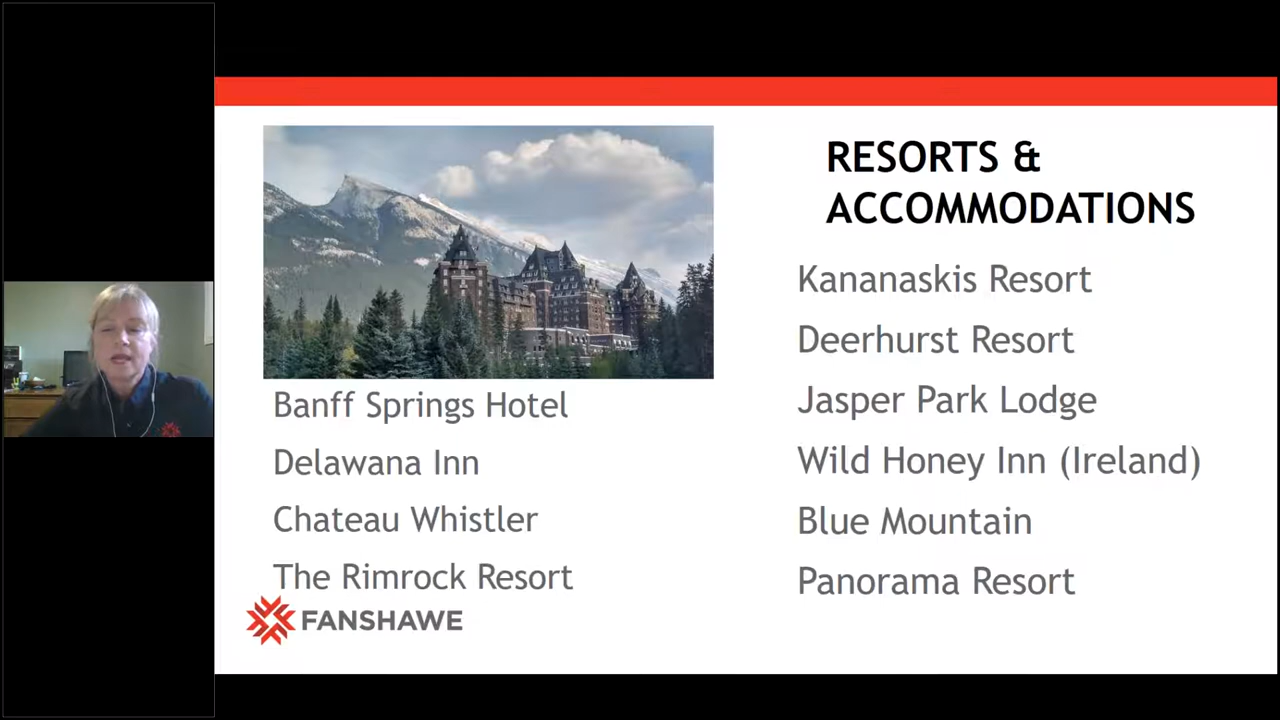 RESORTS &
ACCOMMODATIONS
Banff Springs Hotel
Delawana Inn
Chateau Whistler
The Rimrock Resort
Kananaskis Resort
Deerhurst Resort
Jasper Park Lodge
Wild Honey Inn (Ireland)
Blue Mountain
Panorama Resort
FANSHAWE